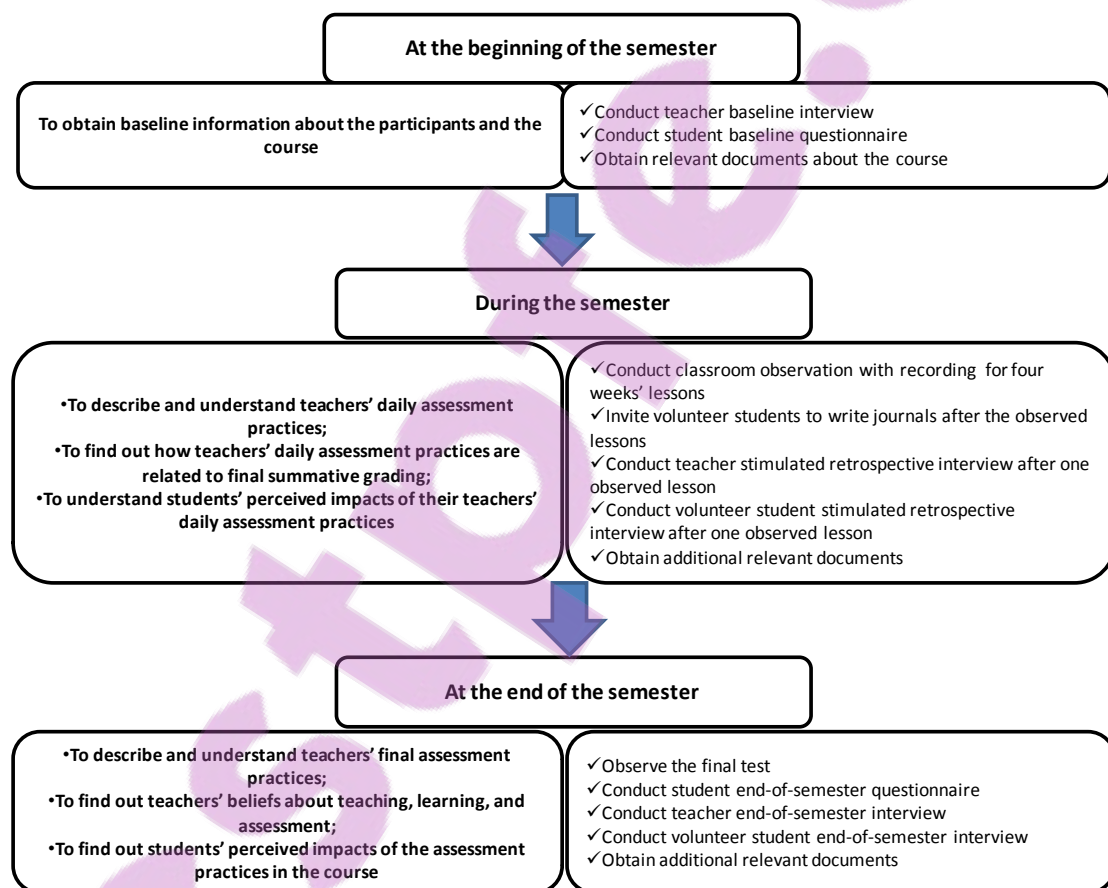 At the beginning of the semester
To obtain baseline information about the participants and the
course
✓Conduct teacher baseline interview
✓Conduct student baseline questionnaire
✓Obtain relevant documents about the course
During the semester
•To describe and understand teachers' daily assessment
practices;
•To find out how teachers' daily assessment practices are
related to final summative grading;
•To understand students' perceived impacts of their teachers'
daily assessment practices
✓Conduct classroom observation with recording for four
weeks' lessons
✓Invite volunteer students to write journals after the observed
lessons
✓Conduct teacher stimulated retrospective interview after one
observed lesson
✓Conduct volunteer student stimulated retrospective
interview after one observed lesson
✓Obtain additional relevant documents
At the end of the semester
•To describe and understand teachers' final assessment
practices;
•To find out teachers' beliefs about teaching, learning, and
assessment;
•To find out students' perceived impacts of the assessment
practices in the course
✓Observe the final test
✓Conduct student end-of-semester questionnaire
✓Conduct teacher end-of-semester interview
✓Conduct volunteer student end-of-semester interview
✓Obtain additional relevant documents